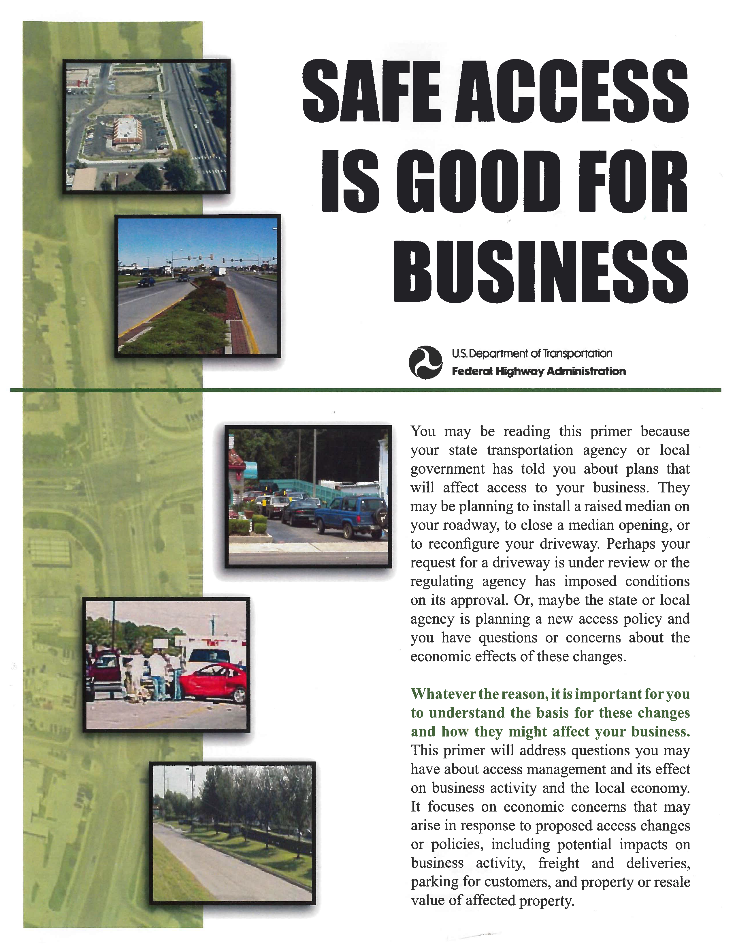 SAFE ACCESS
IS GOOD FOR
BUSINESS
U.S. Department of Transportation
Federal Highway Administration
You may be reading this primer because
your state transportation agency or local
government has told you about plans that
will affect access to your business. They
may be planning to install a raised median on
your roadway, to close a median opening, or
to reconfigure your driveway. Perhaps your
request for a driveway is under review or the
regulating agency has imposed conditions
on its approval. Or, maybe the state or local
agency is planning a new access policy and
you have questions or concerns about the
economic effects of these changes.
Whatever the reason, it is important for you
to understand the basis for these changes
and how they might affect your business.
This primer will address questions you may
have about access management and its effect
on business activity and the local economy.
It focuses on economic concerns that may
arise in response to proposed access changes
or policies, including potential impacts on
business activity, freight and deliveries,
parking for customers, and property or resale
value of affected property.